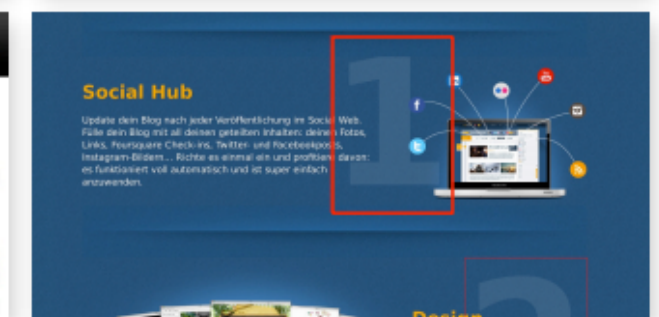 Social Hub
1
Update dein Blog nach jeder Veröffentlichung im Social Web.
Fülle dein Blog mit all deinen geteilten Inhalten: deinen Fotos,
Links, Foursquare Check-ins, Twitter- und Facebookposts,
Instagram-Bildern... Richte es einmal ein und profitiere davon:
es funktioniert voll automatisch und ist super einfach
anzuwenden.
Design
2